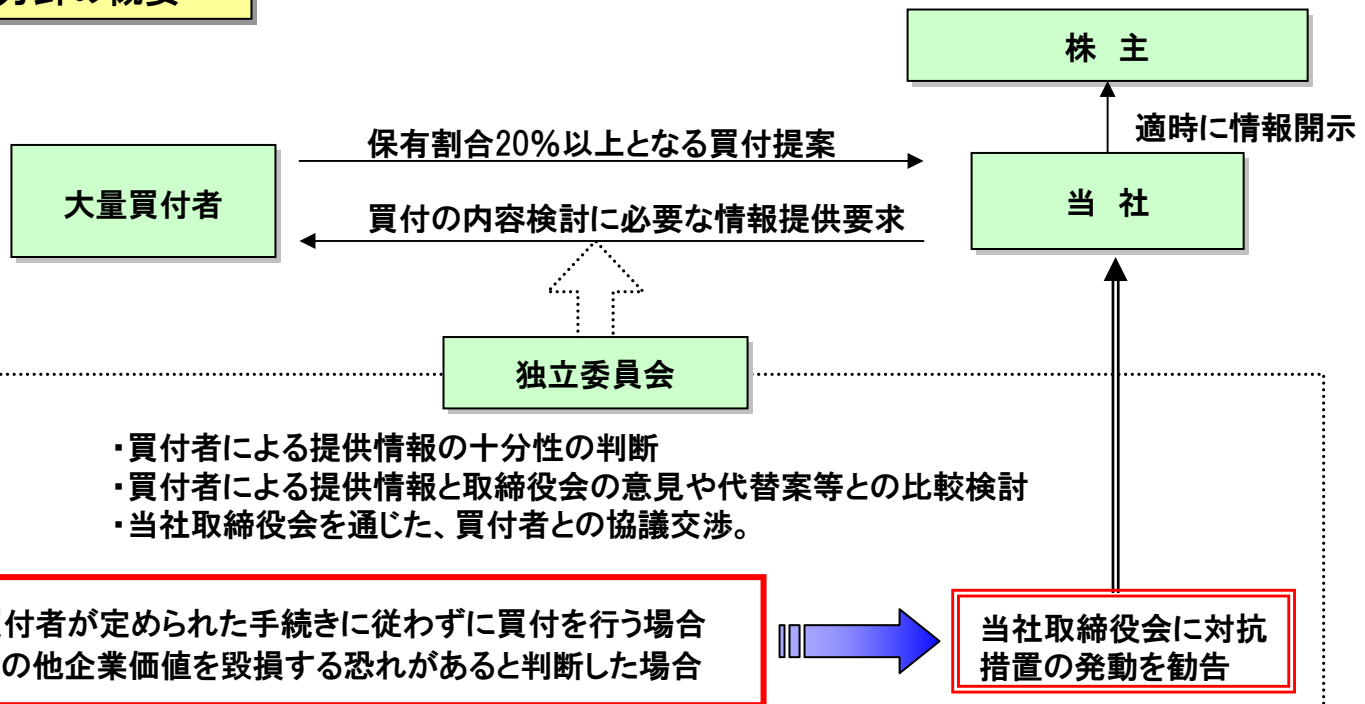 方針の概要
株 主
適時に情報開示
保有割合20%以上となる買付提案
大量買付者
当 社
買付の内容検討に必要な情報提供要求
独立委員会
・買付者による提供情報の十分性の判断
・買付者による提供情報と取締役会の意見や代替案等との比較検討
・当社取締役会を通じた、買付者との協議交渉。
付者が定められた手続きに従わずに買付を行う場合
の他企業価値を毀損する恐れがあると判断した場合
当社取締役会に対抗
措置の発動を勧告